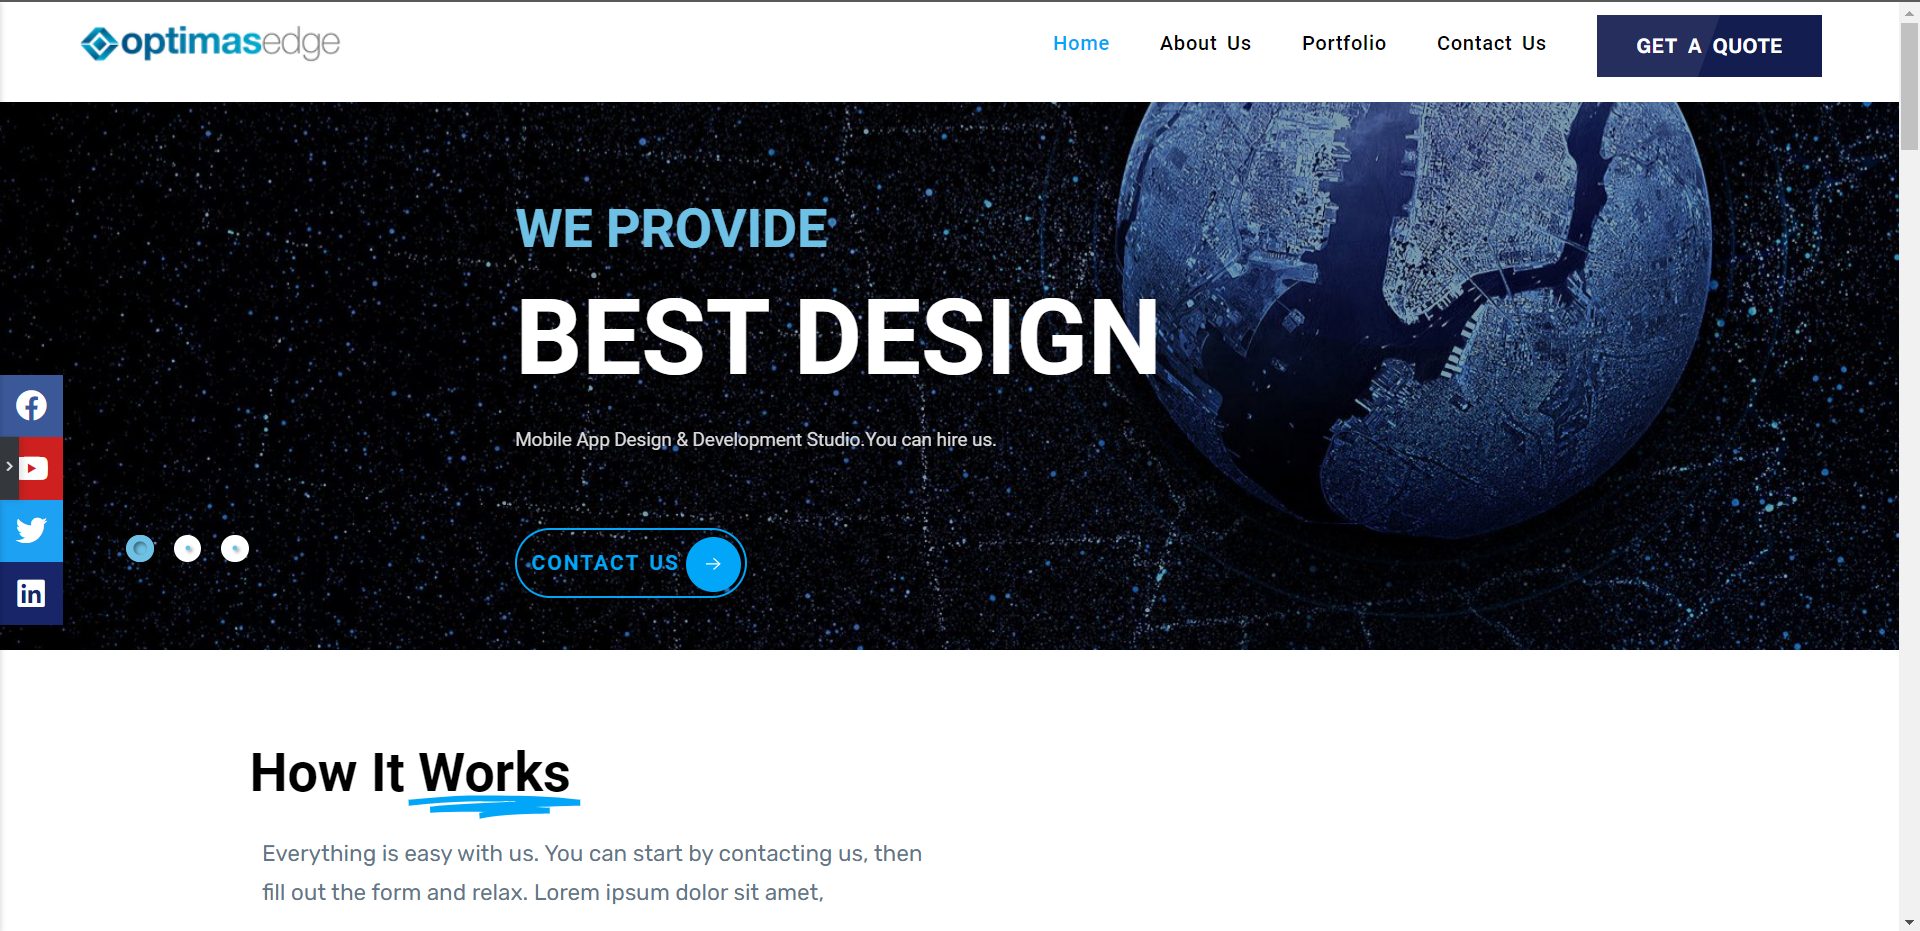 optimasedge
Home About Us Portfolio Contact Us GET A QUOTE
WE PROVIDE
BEST DESIGN
Mobile App Design & Development Studio.You can hire us.
CONTACT US
How It Works
Everything is easy with us. You can start by contacting us, then
fill out the form and relax. Lorem ipsum dolor sit amet,